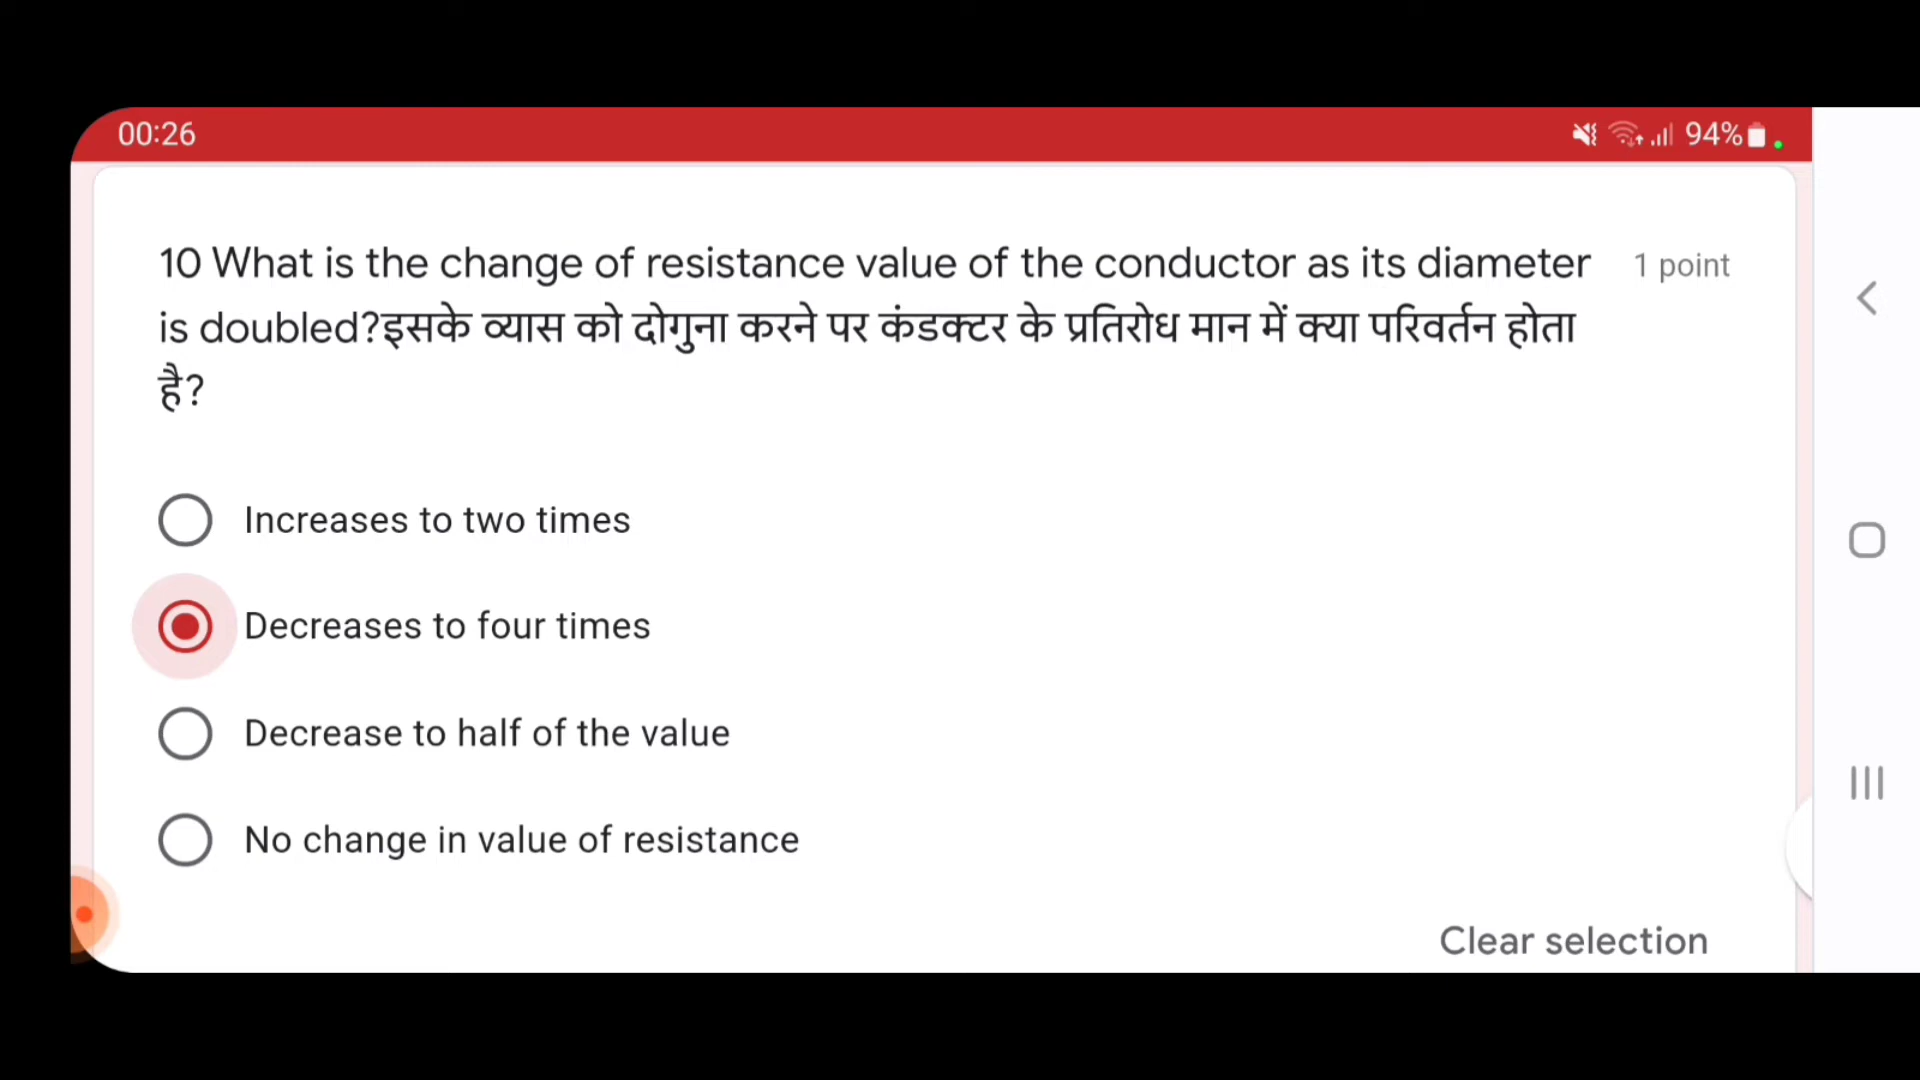 00:26
94%
10 What is the change of resistance value of the conductor as its diameter
1 point
is doubled?इसके व्यास को दोगुना करने पर कंडक्टर के प्रतिरोध मान में क्या परिवर्तन होता
है?
Increases to two times
Decreases to four times
Decrease to half of the value
No change in value of resistance
Clear selection